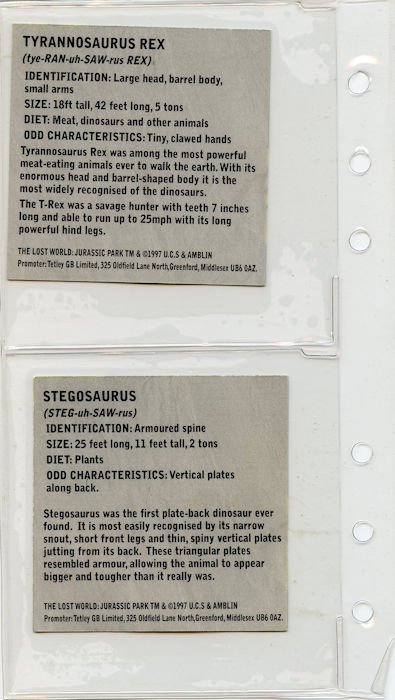 TYRANNOSAURUS REX
(tye-RAN-uh-SAW-rus REX)
IDENTIFICATION: Large head, barrel body,
small arms
SIZE: 18ft tall, 42 feet long, 5 tons
DIET: Meat, dinosaurs and other animals
ODD CHARACTERISTICS: Tiny, clawed hands
Tyrannosaurus Rex was among the most powerful
meat-eating animals ever to walk the earth. With its
enormous head and barrel-shaped body it is the
most widely recognised of the dinosaurs.
The T-Rex was a savage hunter with teeth 7 inches
long and able to run up to 25mph with its long
powerful hind legs.
THE LOST WORLD: JURASSIC PARK TM & ©1997 U.C.S & AMBLIN
Promoter: Tetley GB Limited, 325 Oldfield Lane North,Greenford, Middlesex UB6 0AZ.
STEGOSAURUS
(STEG-uh-SAW-rus)
IDENTIFICATION: Armoured spine
SIZE: 25 feet long, 11 feet tall, 2 tons
DIET: Plants
ODD CHARACTERISTICS: Vertical plates
along back.
Stegosaurus was the first plate-back dinosaur ever
found. It is most easily recognised by its narrow
snout, short front legs and thin, spiny vertical plates
jutting from its back. These triangular plates
resembled armour, allowing the animal to appear
bigger and tougher than it really was.
THE LOST WORLD: JURASSIC PARK TM & ©1997 U.C.S & AMBLIN
Promoter: Tetley GB Limited, 325 Oldfield Lane North,Greenford, Middlesex UB6 0AZ.